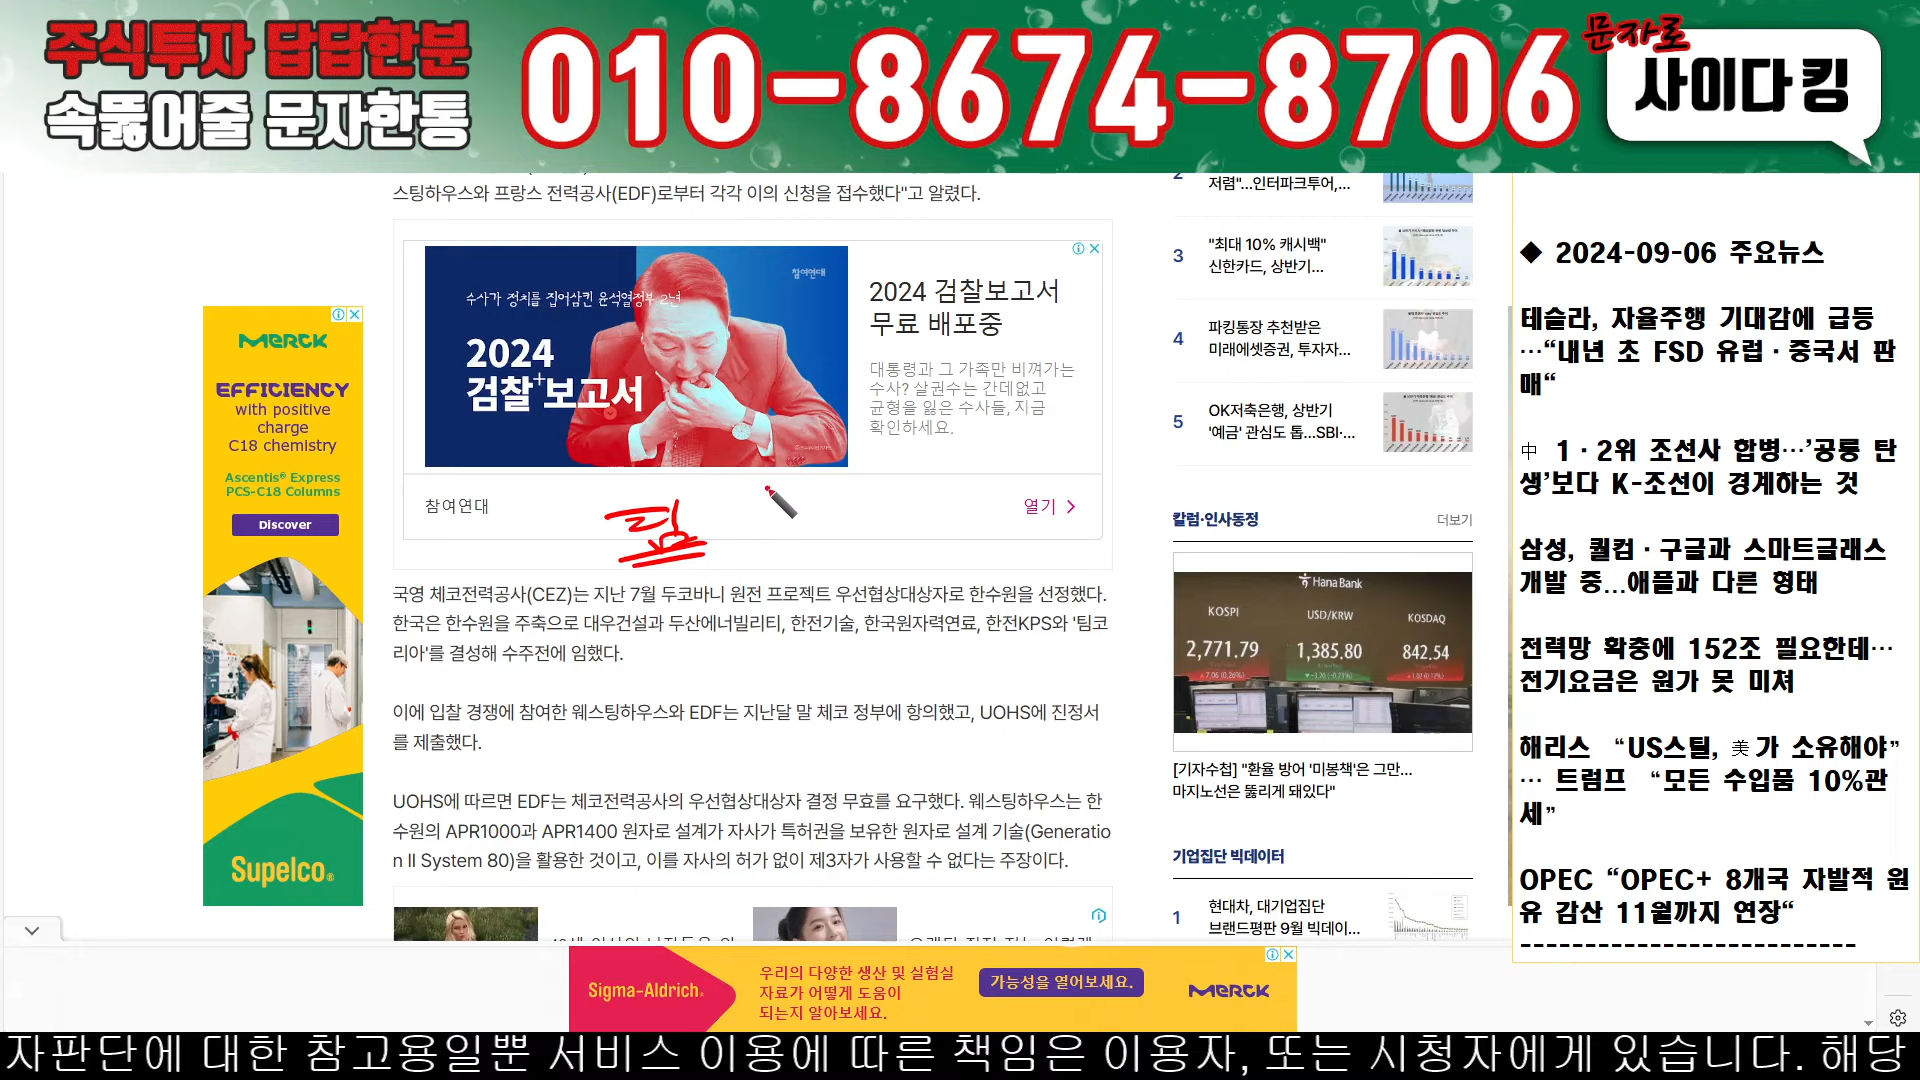 주식투자 답답한분
속뚫어줄 문자한통
010-8674-8706
문자로
사이다 킹
스팅하우스와 프랑스 전력공사(EDF)로부터 각각 이의 신청을 접수했다"고 알렸다.
수사가 정치를 집어삼킨 윤석열정부 2년
참여연대
2024
검찰+보고서
2024 검찰보고서
무료 배포중
대통령과 그 가족만 비껴가는
수사? 살권수는 간데없고
균형을 잃은 수사들, 지금
확인하세요.
참여연대
열기
팀
국영 체코전력공사(CEZ)는 지난 7월 두코바니 원전 프로젝트 우선협상대상자로 한수원을 선정했다.
한국은 한수원을 주축으로 대우건설과 두산에너빌리티, 한전기술, 한국원자력연료, 한전KPS와 '팀코
리아'를 결성해 수주전에 임했다.
이에 입찰 경쟁에 참여한 웨스팅하우스와 EDF는 지난달 말 체코 정부에 항의했고, UOHS에 진정서
를 제출했다.
UOHS에 따르면 EDF는 체코전력공사의 우선협상대상자 결정 무효를 요구했다. 웨스팅하우스는 한
수원의 APR1000과 APR1400 원자로 설계가 자사가 특허권을 보유한 원자로 설계 기술(Generatio
n II System 80)을 활용한 것이고, 이를 자사의 허가 없이 제3자가 사용할 수 없다는 주장이다.
MERCK
EFFICIENCY
with positive
charge
C18 chemistry
Ascentis® Express
PCS-C18 Columns
Discover
Supelco®
2
저렴"...인터파크투어,...
3
"최대 10% 캐시백"
신한카드, 상반기...
4
파킹통장 추천받은
미래에셋증권, 투자자...
5
OK저축은행, 상반기
'예금' 관심도 톱...SBI·...
칼럼·인사동정
더보기
Hana Bank
KOSPI
USD/KRW
KOSDAQ
2,771.79
1,385.80
842.54
▲7.06 (0.26%)
▼-3.20 (-0.23%)
▲1.02 (0.12%)
[기자수첩] "환율 방어 '미봉책'은 그만...
마지노선은 뚫리게 돼있다"
기업집단 빅데이터
1
현대차, 대기업집단
브랜드평판 9월 빅데이...
◆ 2024-09-06 주요뉴스
테슬라, 자율주행 기대감에 급등
…“내년 초 FSD 유럽·중국서 판
매“
中 1·2위 조선사 합병…’공룡 탄
생’보다 K-조선이 경계하는 것
삼성, 퀄컴·구글과 스마트글래스
개발 중...애플과 다른 형태
전력망 확충에 152조 필요한데…
전기요금은 원가 못 미쳐
해리스 “US스틸, 美가 소유해야”
… 트럼프 “모든 수입품 10%관
세”
OPEC “OPEC+ 8개국 자발적 원
유 감산 11월까지 연장“
--------------------------
Sigma-Aldrich®
우리의 다양한 생산 및 실험실
자료가 어떻게 도움이
되는지 알아보세요.
가능성을 열어보세요.
MERCK
자판단에 대한 참고용일뿐 서비스 이용에 따른 책임은 이용자, 또는 시청자에게 있습니다. 해당